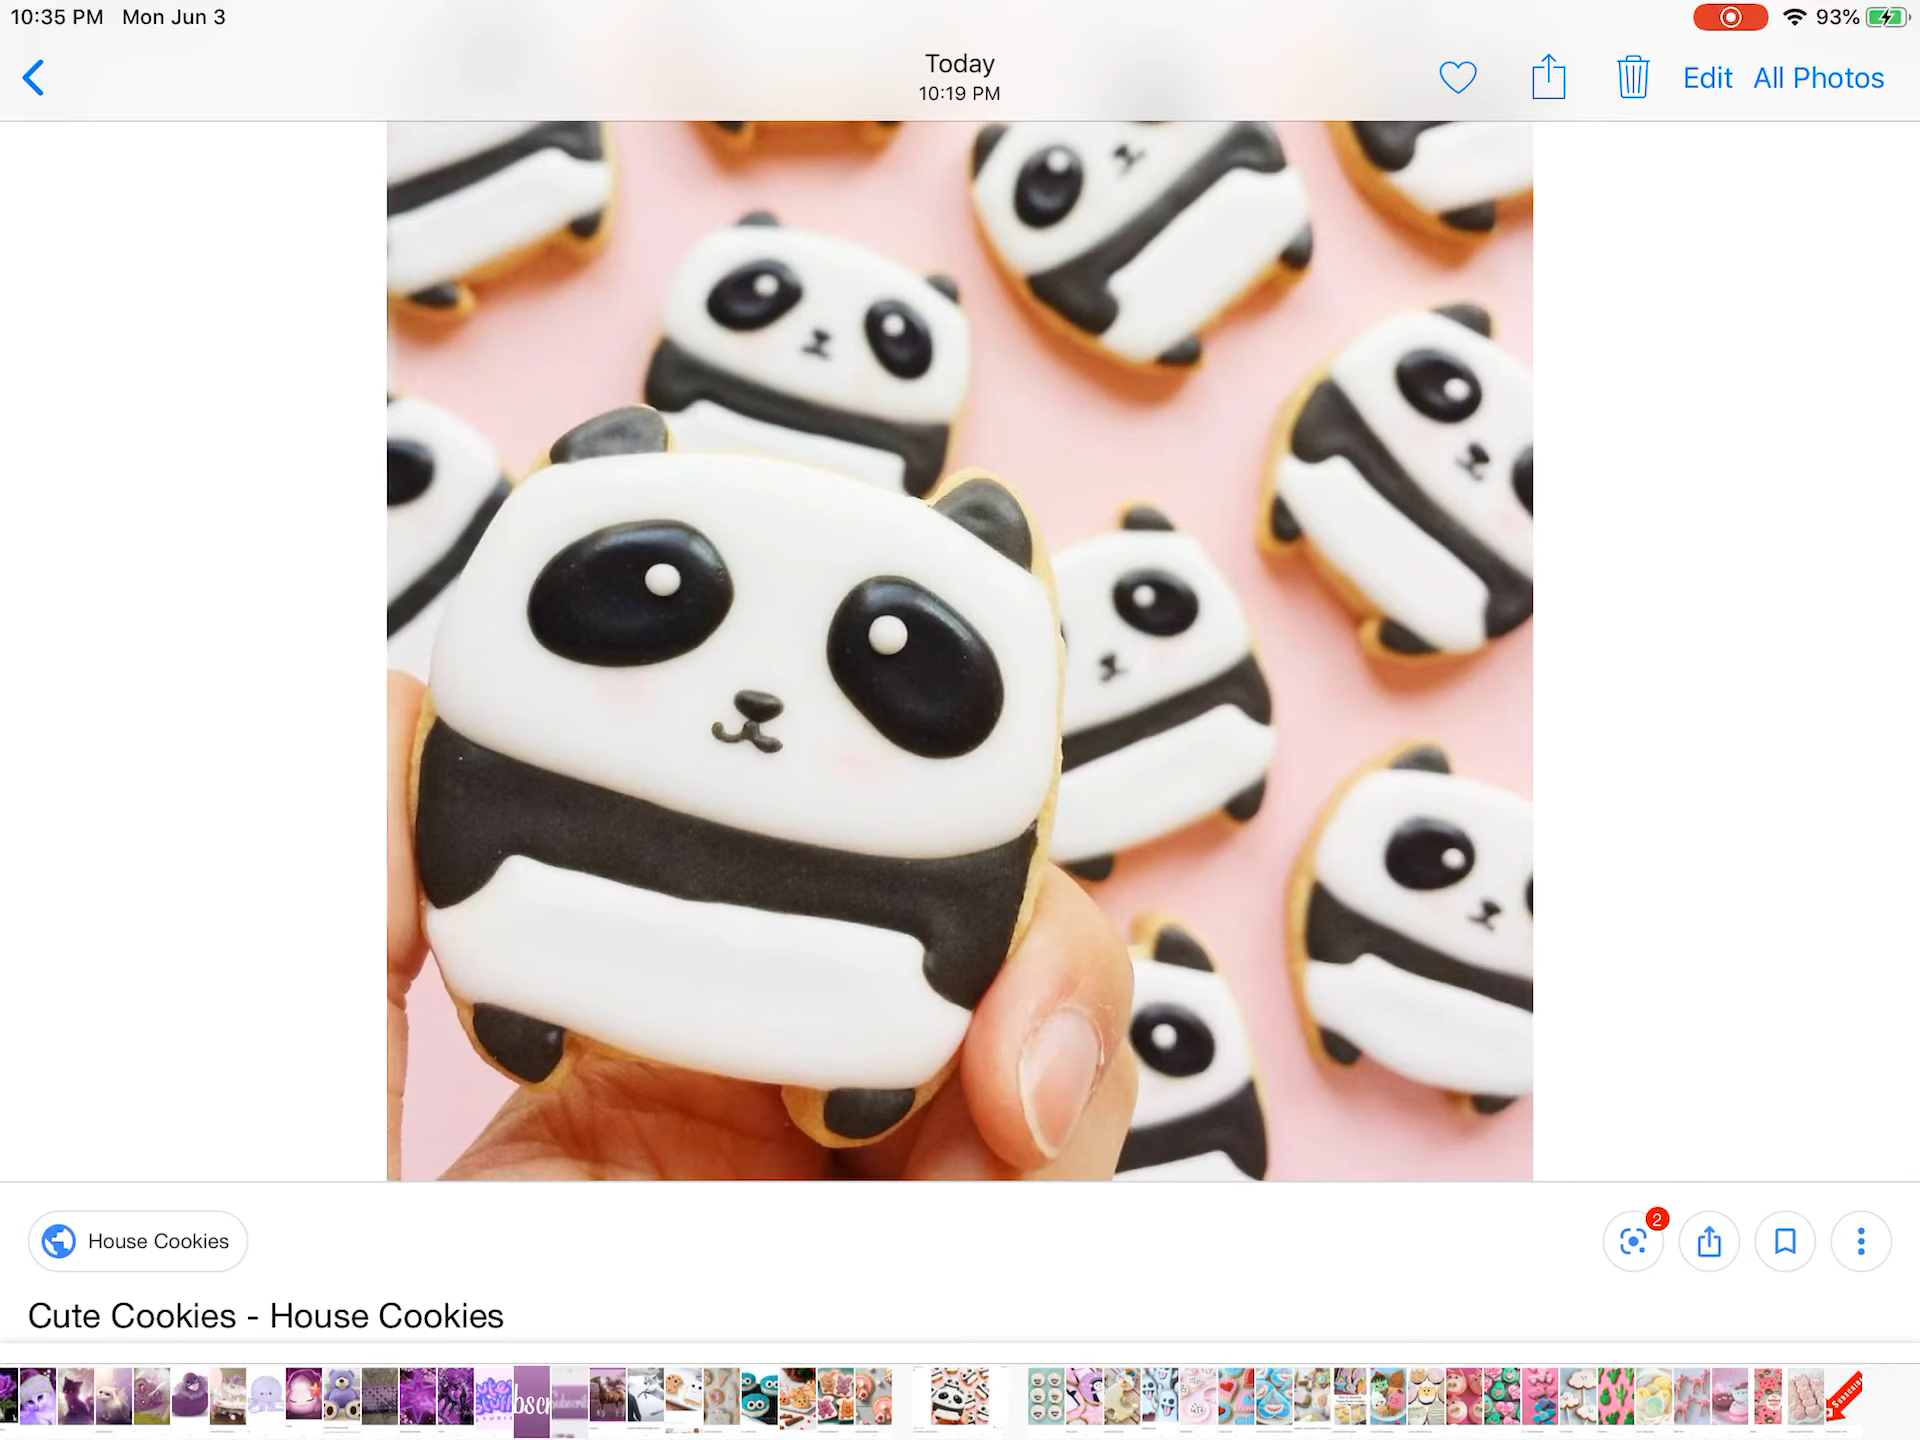 10:35 PM Mon Jun 3
93%
Today
10:19 PM
Edit All Photos
2
House Cookies
Cute Cookies - House Cookies